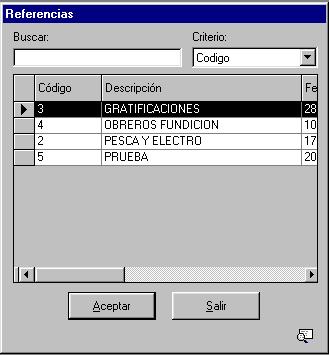 Referencias
Buscar: Criterio:
Codigo
Código Descripción Fe
3 GRATIFICACIONES 28
4 OBREROS FUNDICION 10
2 PESCA Y ELECTRO 17
5 PRUEBA 20
Aceptar Salir